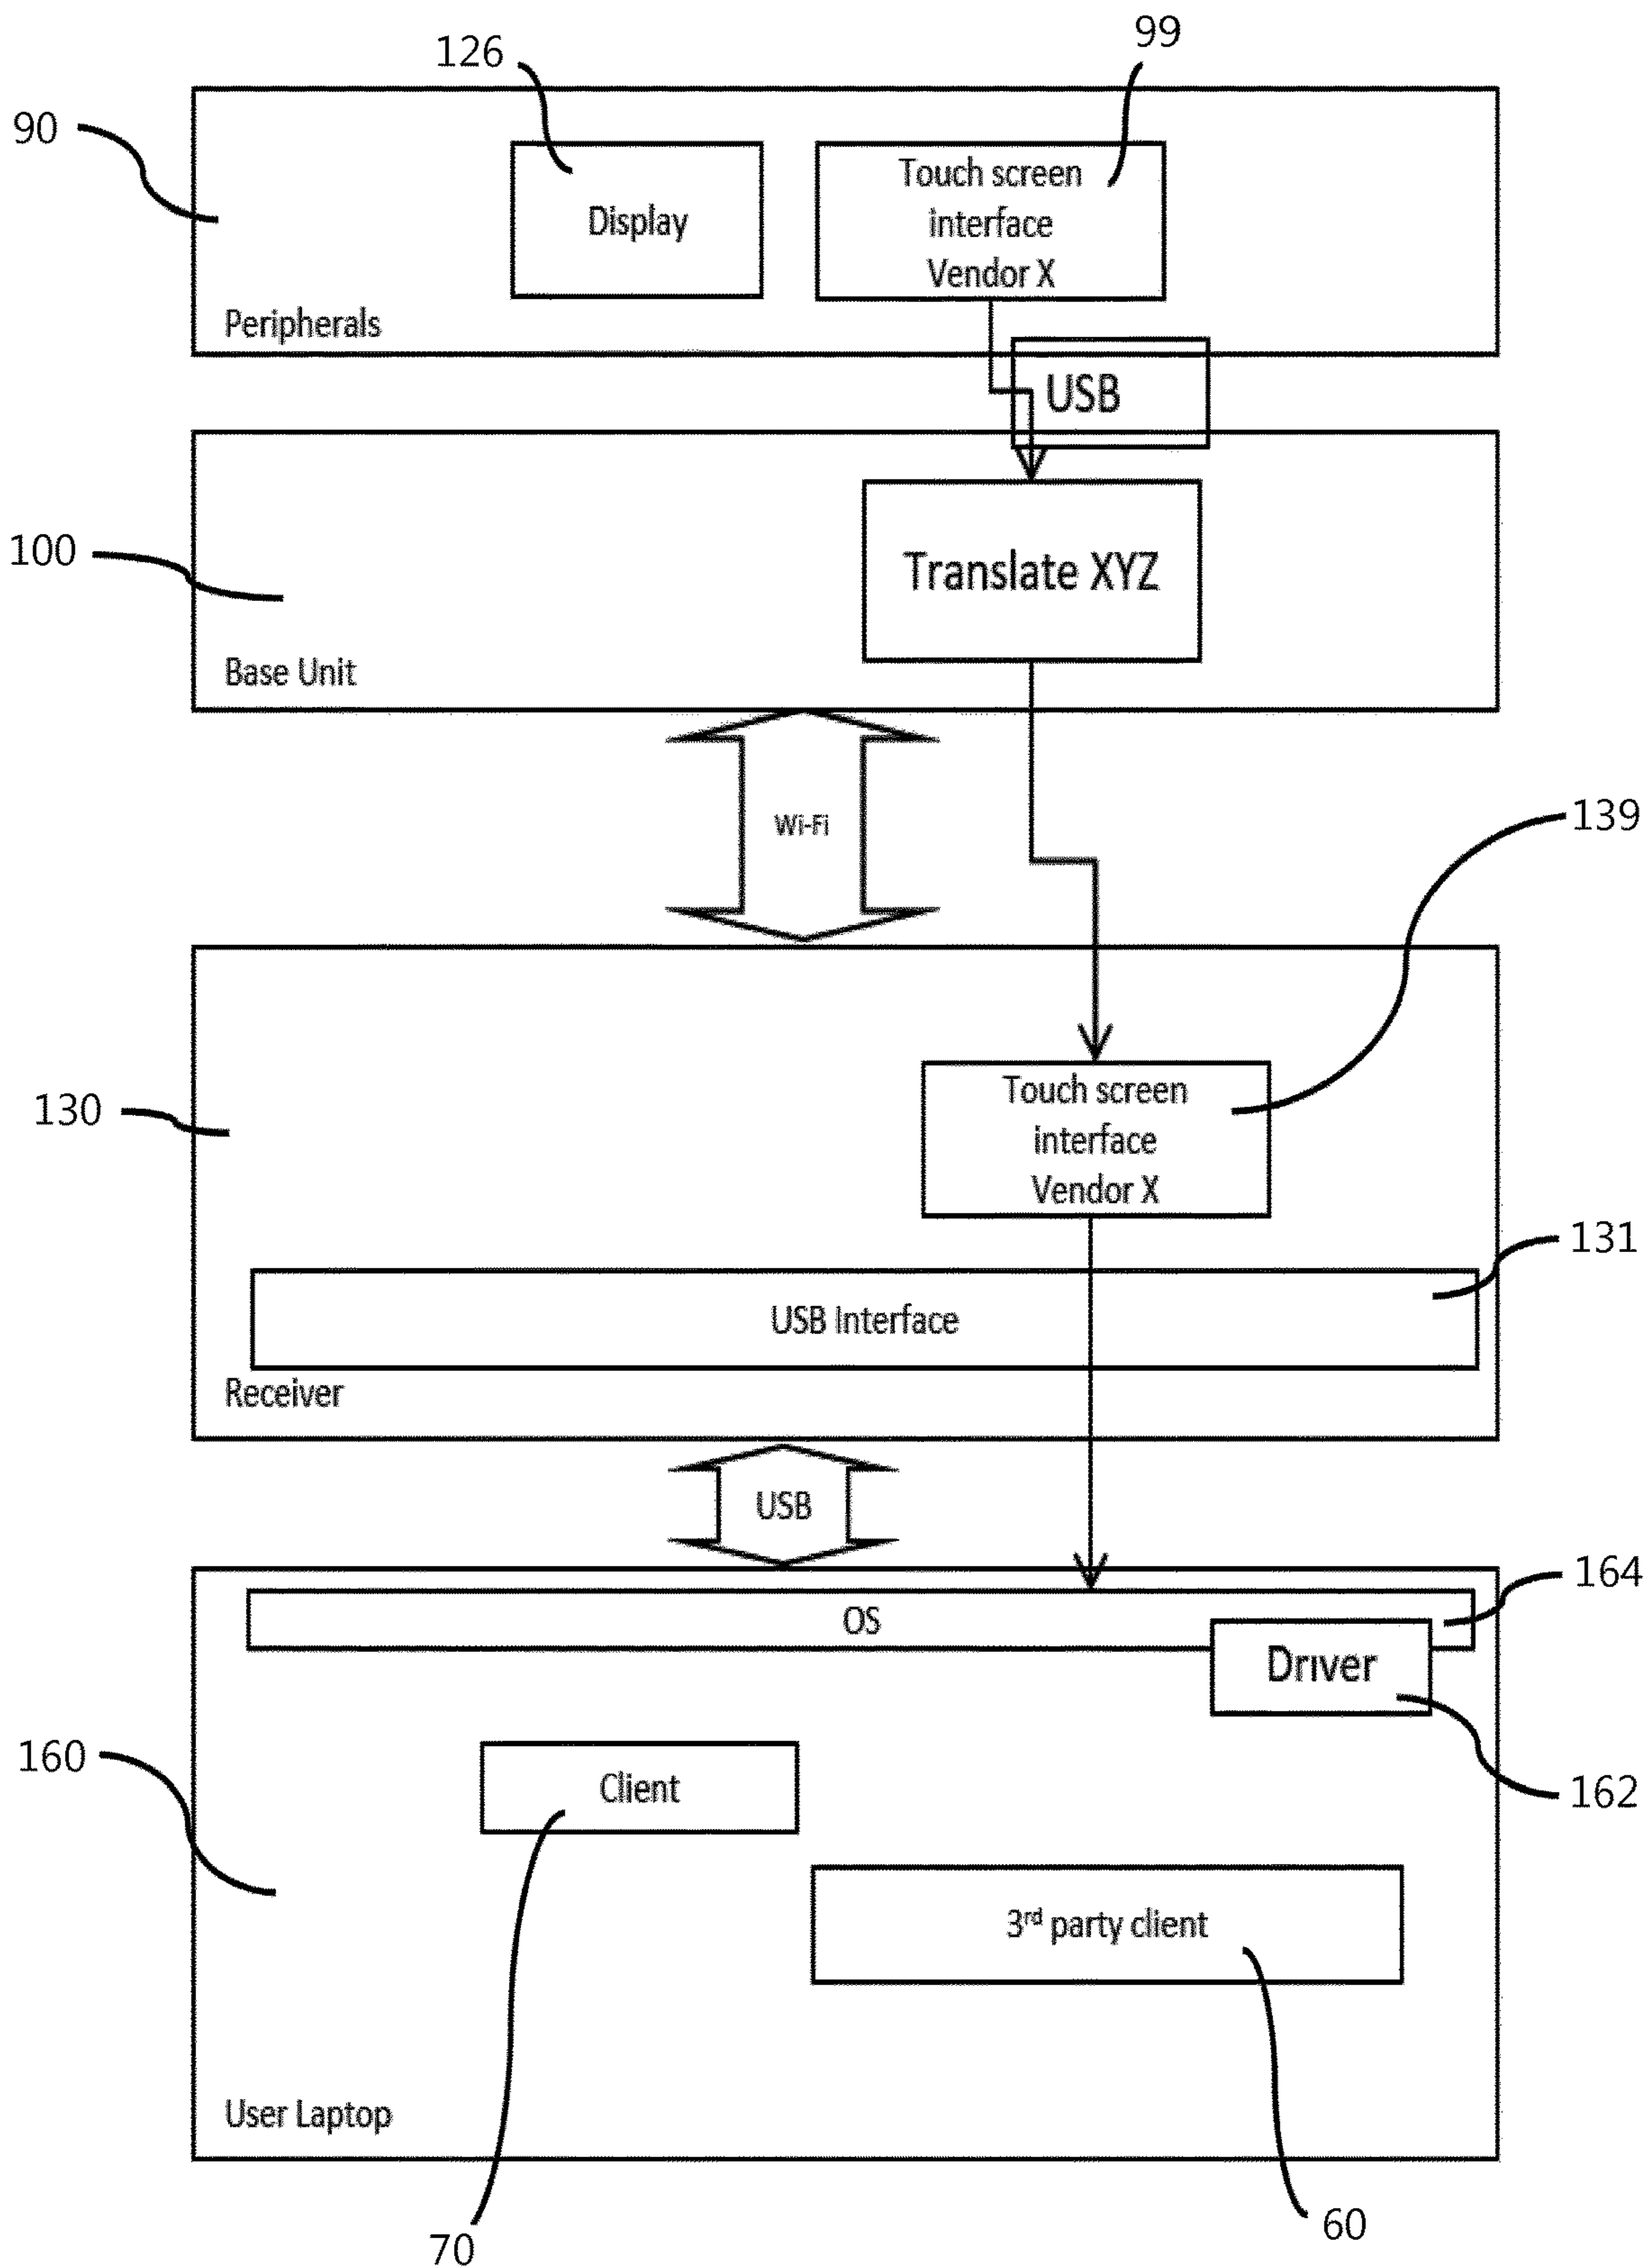 126
99
90
Display
Touch screen
interface
Vendor X
Peripherals
USB
100
Translate XYZ
Base Unit
Wi-Fi
139
130
Touch screen
interface
Vendor X
131
USB Interface
Receiver
USB
164
OS
Driver
160
Client
162
3rd party client
User Laptop
70
60